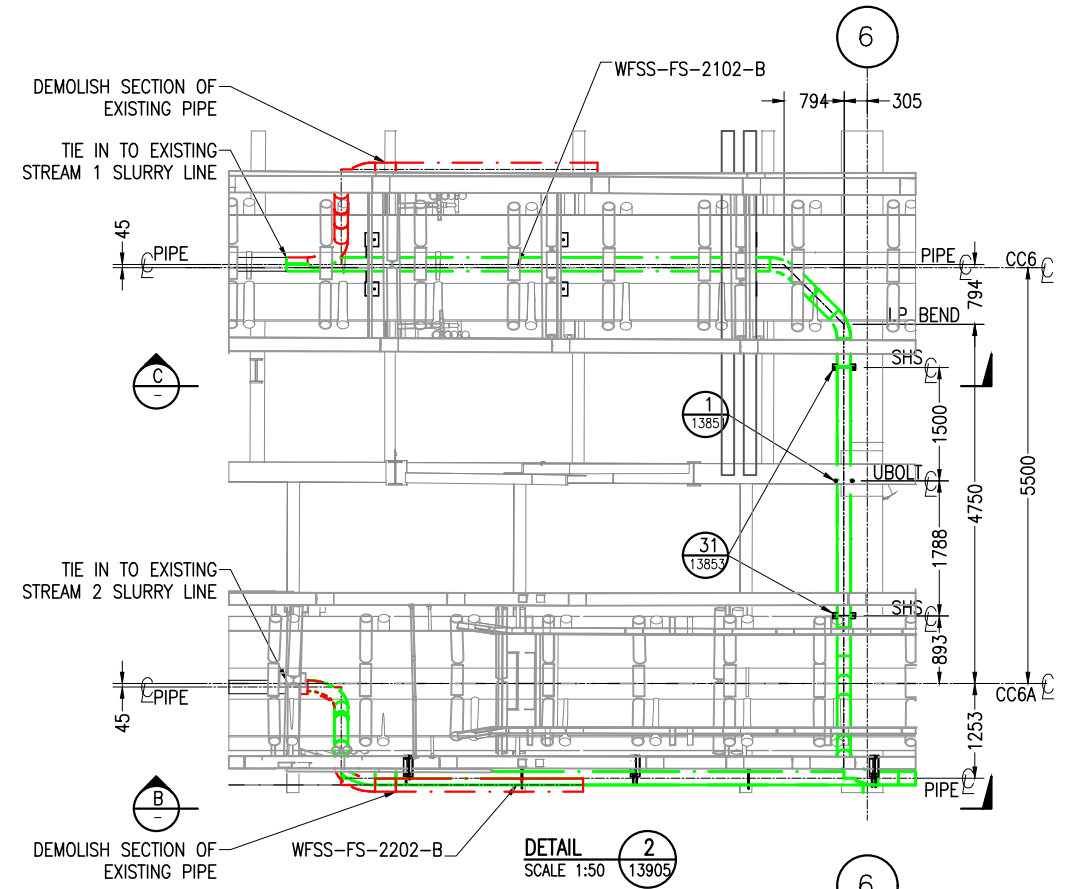 6
DEMOLISH SECTION OF
EXISTING PIPE
WFSS-FS-2102-B
794
305
TIE IN TO EXISTING
STREAM 1 SLURRY LINE
45
PIPE
PIPE
CC6
794
I.P BEND
SHS
C
-
1
13851
1500
UBOLT
4750
5500
31
13853
1788
TIE IN TO EXISTING
STREAM 2 SLURRY LINE
SHS
893
45
PIPE
CC6A
1253
B
-
PIPE
DEMOLISH SECTION OF
EXISTING PIPE
WFSS-FS-2202-B
DETAIL
SCALE 1:50
2
13905
6